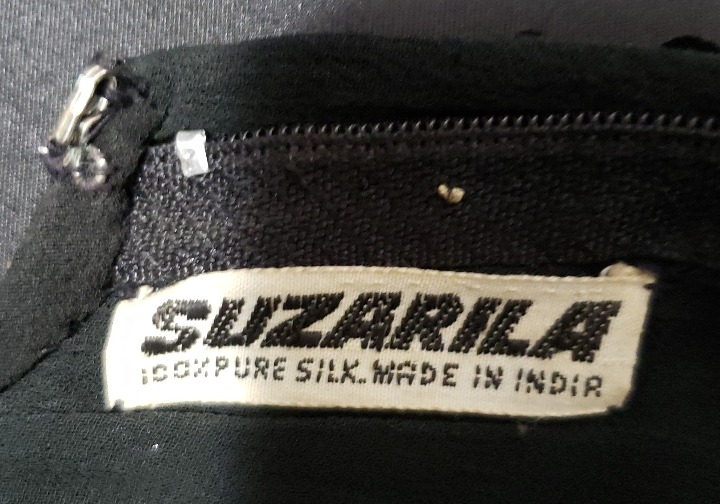 SUZARILA
100% PURE SILK. MADE IN INDIA